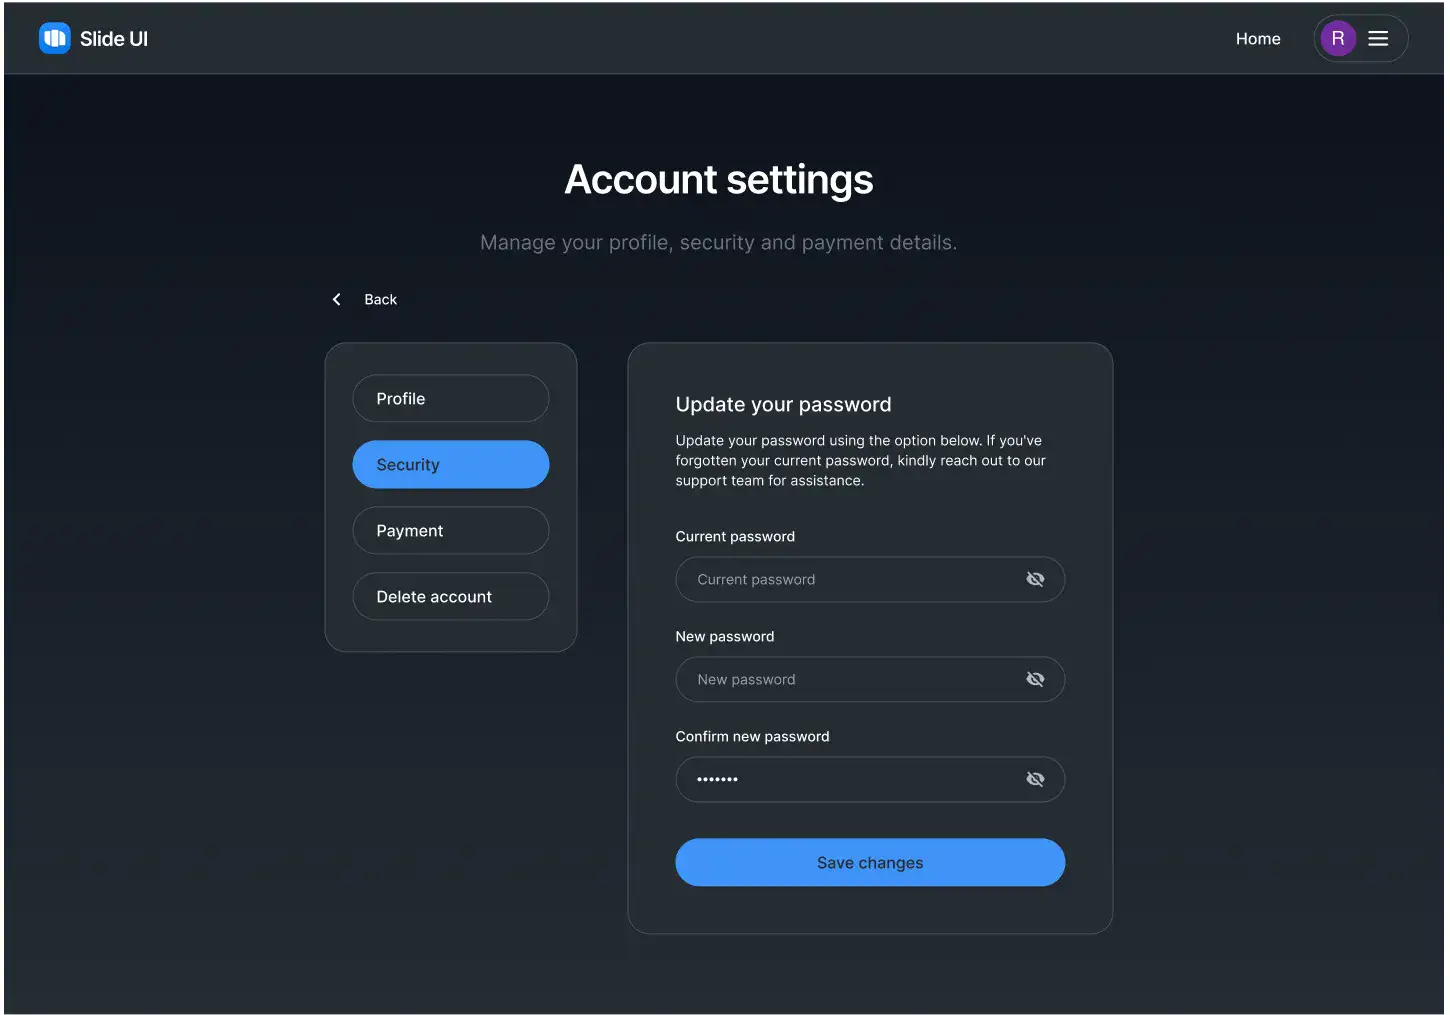 Slide UI
Home
R
Account settings
Manage your profile, security and payment details.
Back
Profile
Security
Payment
Delete account
Update your password
Update your password using the option below. If you've
forgotten your current password, kindly reach out to our
support team for assistance.
Current password
Current password
New password
New password
Confirm new password
•••••••
Save changes